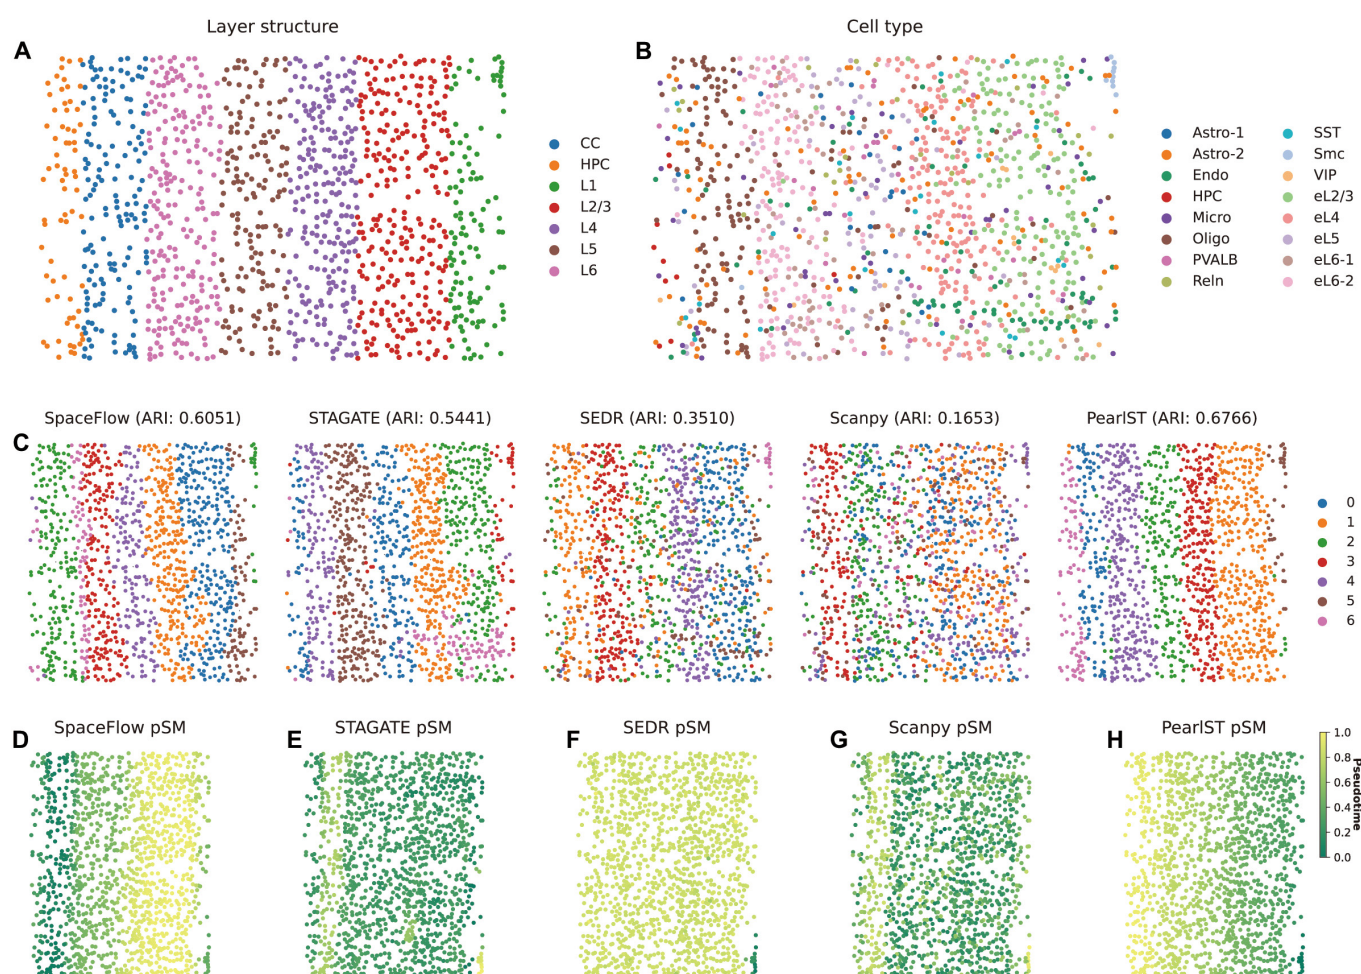 Layer structure
Cell type
A
B
CC
HPC
L1
L2/3
L4
L5
L6
Astro-1
Astro-2
Endo
HPC
Micro
Oligo
PVALB
Reln
SST
Smc
VIP
eL2/3
eL4
eL5
eL6-1
eL6-2
C
SpaceFlow (ARI: 0.6051)
STAGATE (ARI: 0.5441)
SEDR (ARI: 0.3510)
Scanpy (ARI: 0.1653)
PearlST (ARI: 0.6766)
0
1
2
3
4
5
6
D
SpaceFlow pSM
E
STAGATE pSM
F
SEDR pSM
G
Scanpy pSM
H
PearlST pSM
1.0
0.8
0.6
0.4
0.2
0.0
Pseudotime